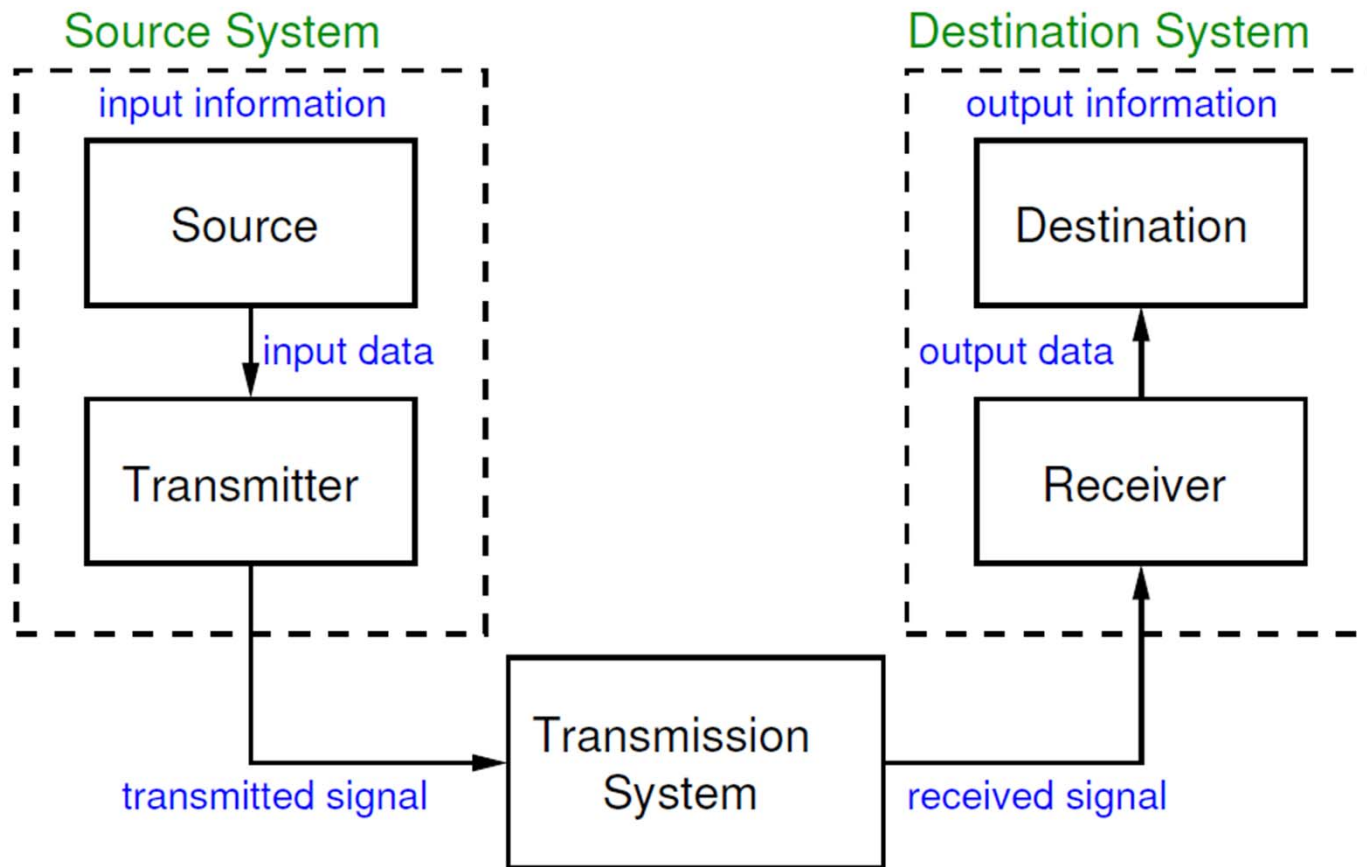 Source System
input information
Source
input data
Transmitter
transmitted signal
Transmission
System
received signal
Destination System
output information
Destination
output data
Receiver